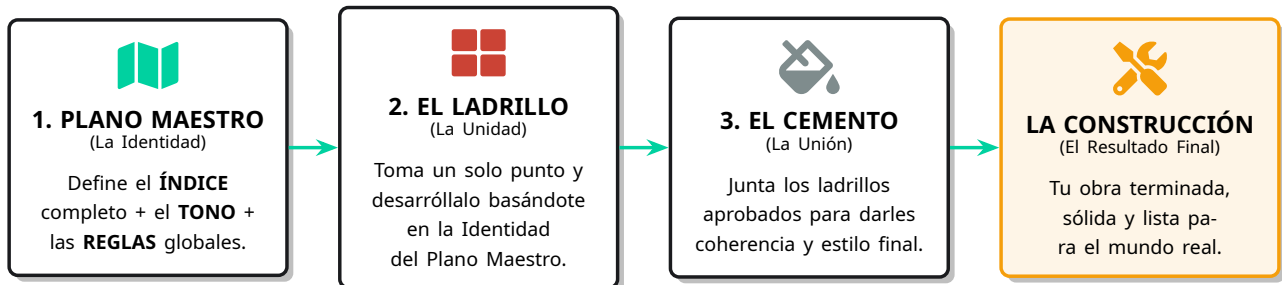 1. PLANO MAESTRO
(La Identidad)
Define el ÍNDICE
completo + el TONO +
las REGLAS globales.
2. EL LADRILLO
(La Unidad)
Toma un solo punto y
desarróllalo basándote
en la Identidad
del Plano Maestro.
3. EL CEMENTO
(La Unión)
Junta los ladrillos
aprobados para darles
coherencia y estilo final.
LA CONSTRUCCIÓN
(El Resultado Final)
Tu obra terminada,
sólida y lista pa-
ra el mundo real.